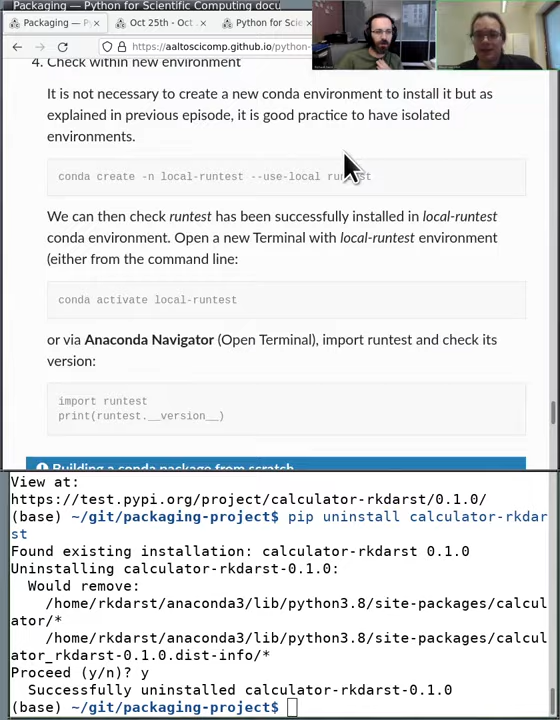 Packaging — Python for Scientific Computing docu
Packaging — P
Oct 25th - Oct
Python for Scie
https://aaltoscicomp.github.io/python-
4. Check within new environment
It is not necessary to create a new conda environment to install it but as
explained in previous episode, it is good practice to have isolated
environments.
conda create -n local-runtest --use-local runtest
We can then check runtest has been successfully installed in local-runtest
conda environment. Open a new Terminal with local-runtest environment
(either from the command line:
conda activate local-runtest
or via Anaconda Navigator (Open Terminal), import runtest and check its
version:
import runtest
print(runtest.__version__)
Building a conda package from scratch
View at:
https://test.pypi.org/project/calculator-rkdarst/0.1.0/
(base) ~/git/packaging-project$ pip uninstall calculator-rkdar
st
Found existing installation: calculator-rkdarst 0.1.0
Uninstalling calculator-rkdarst-0.1.0:
Would remove:
/home/rkdarst/anaconda3/lib/python3.8/site-packages/calcul
ator/*
/home/rkdarst/anaconda3/lib/python3.8/site-packages/calcul
ator_rkdarst-0.1.0.dist-info/*
Proceed (y/n)? y
Successfully uninstalled calculator-rkdarst-0.1.0
(base) ~/git/packaging-project$